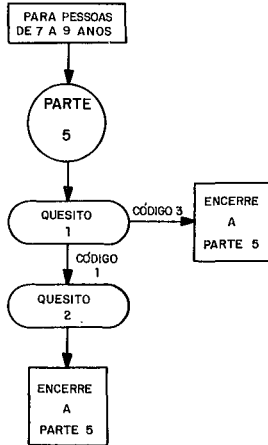 PARA PESSOAS
DE 7 A 9 ANOS
PARTE
5
QUESITO
1
CÓDIGO 3
ENCERRE
A
PARTE 5
CÓDIGO
1
QUESITO
2
ENCERRE
A
PARTE 5